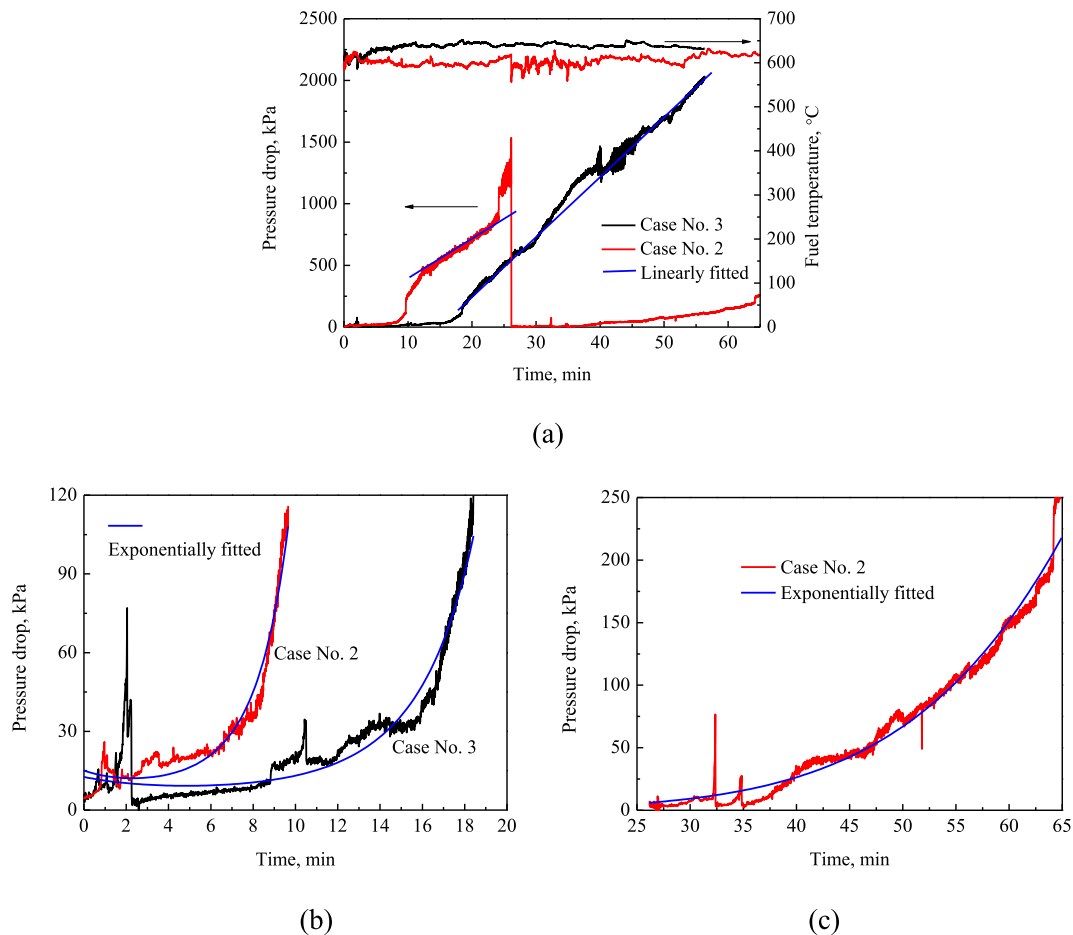 2500
2000
1500
1000
500
0
Pressure drop, kPa
700
600
500
400
300
200
100
0
Fuel temperature, °C
Case No. 3
Case No. 2
Linearly fitted
0 10 20 30 40 50 60
Time, min
(a)
120
90
60
30
0
Pressure drop, kPa
Exponentially fitted
Case No. 2
Case No. 3
0 2 4 6 8 10 12 14 16 18 20
Time, min
(b)
250
200
150
100
50
0
Pressure drop, kPa
Case No. 2
Exponentially fitted
25 30 35 40 45 50 55 60 65
Time, min
(c)